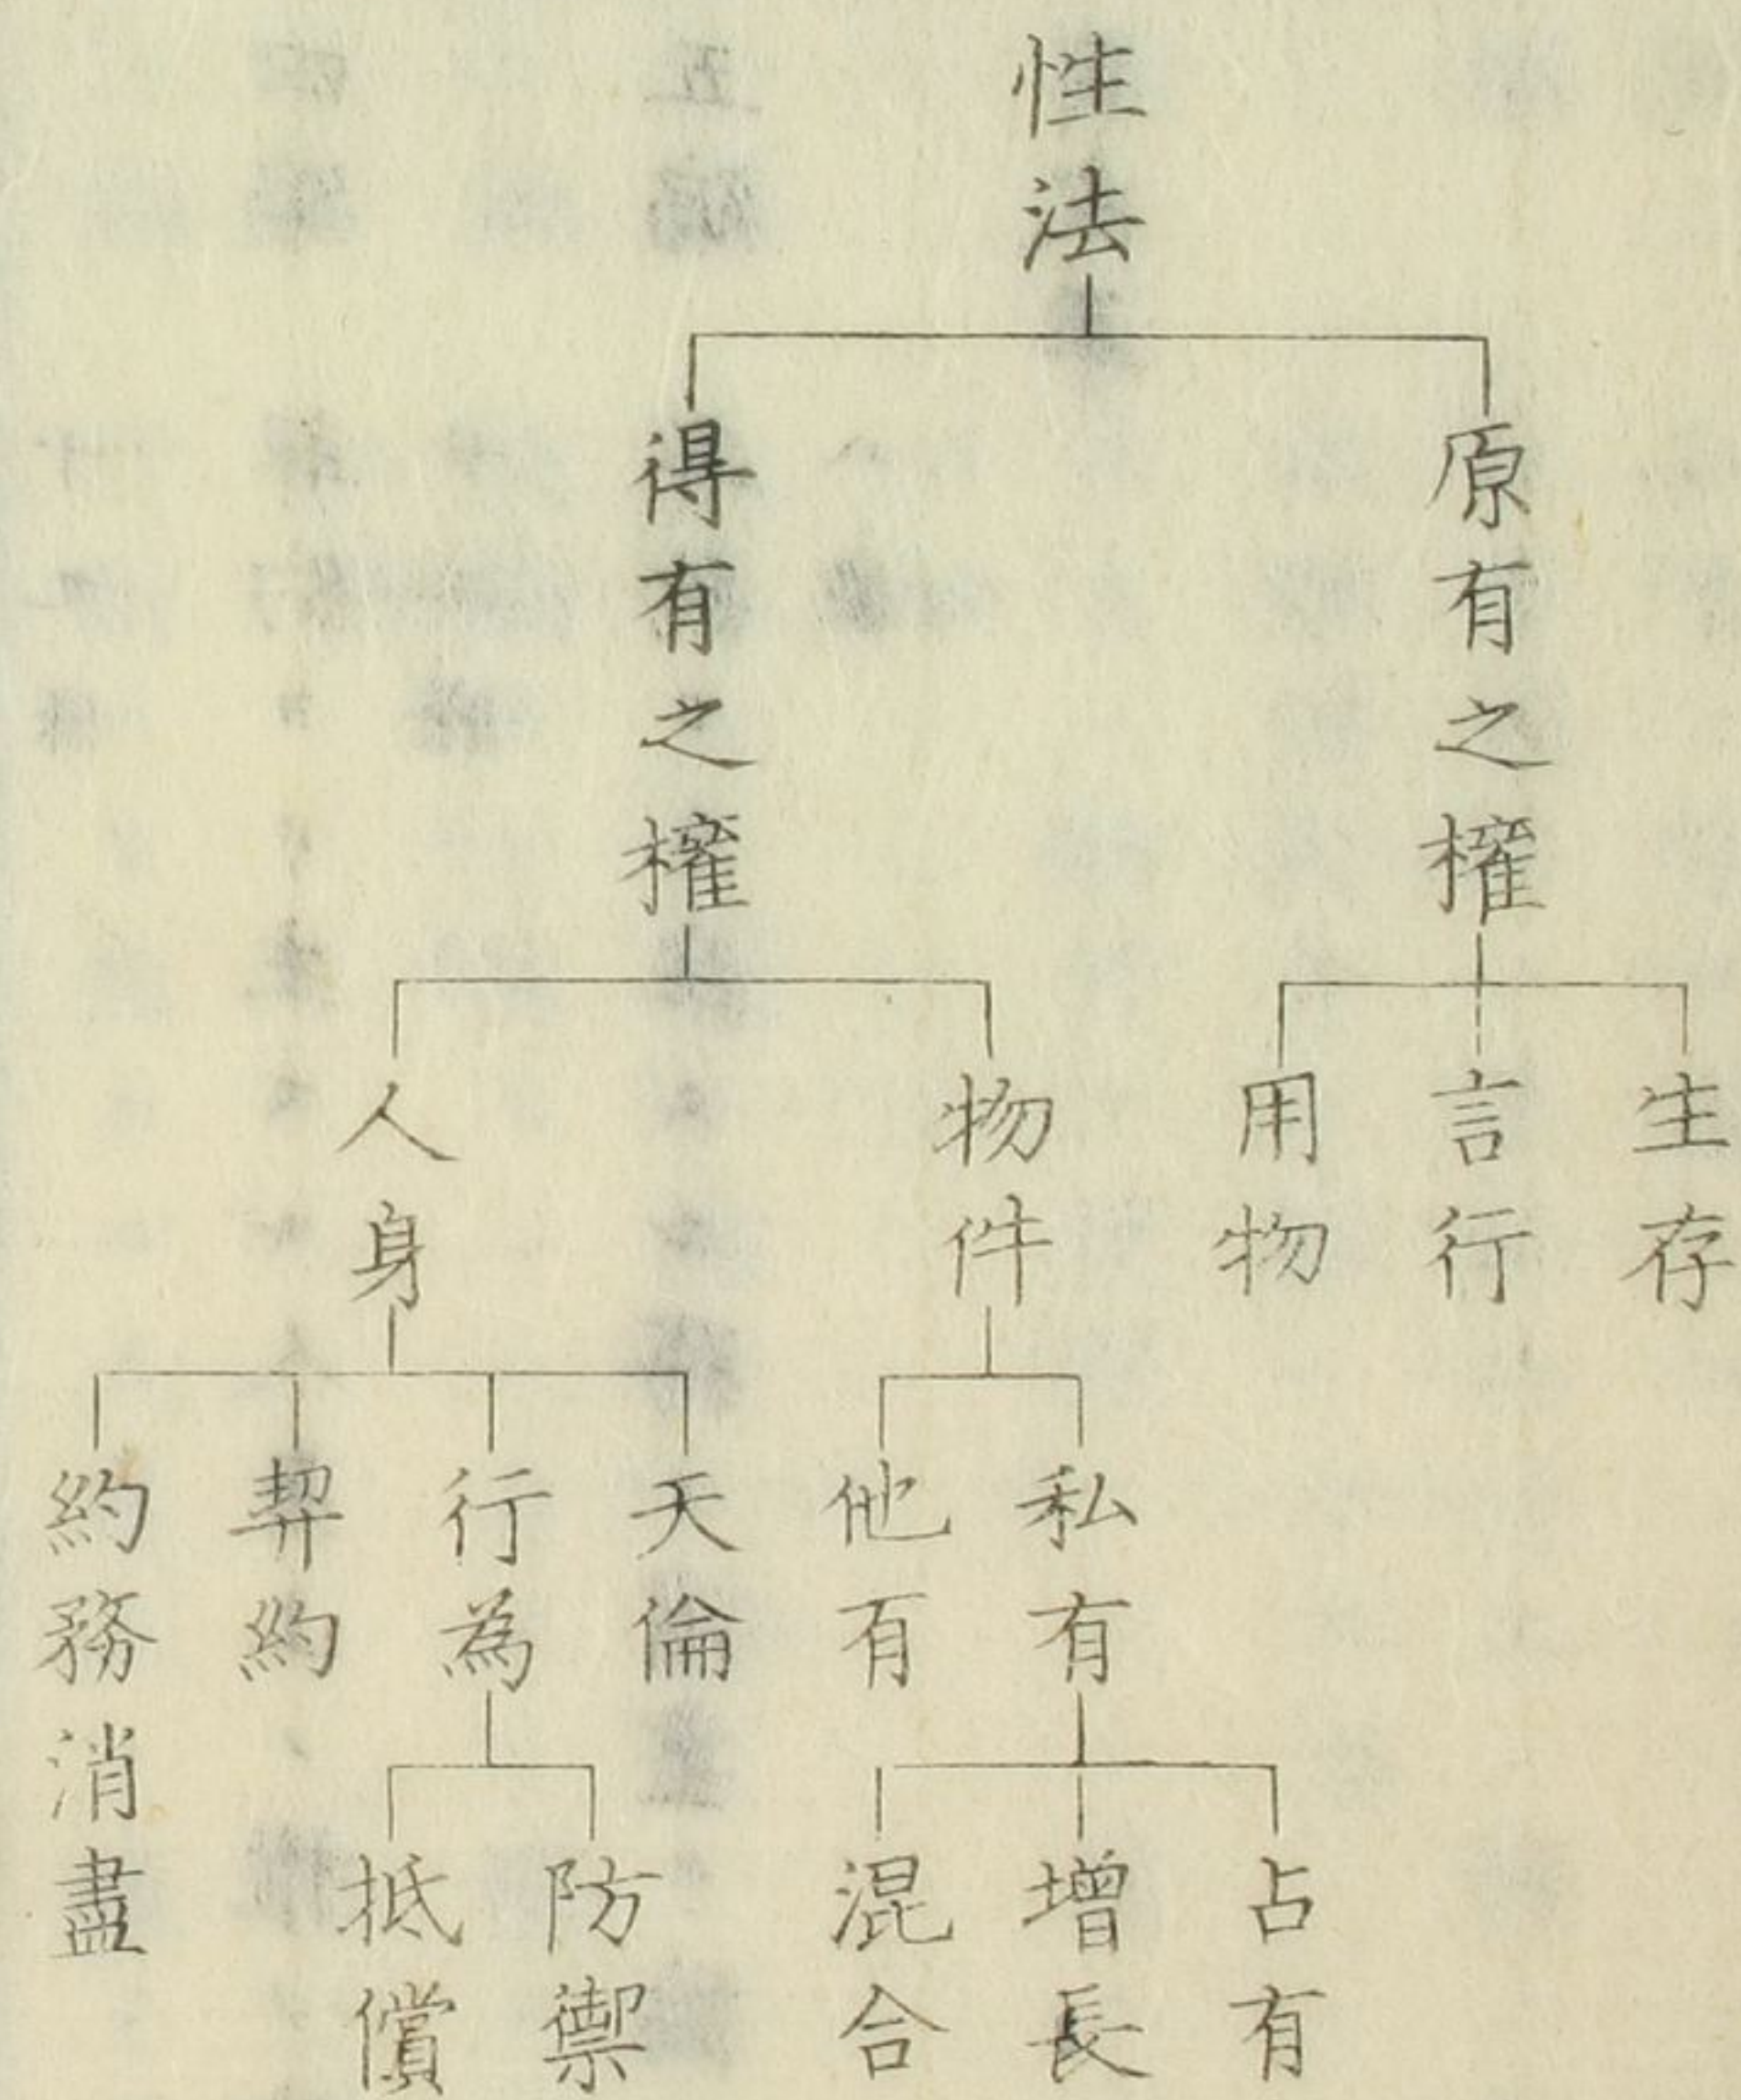 性法
原有之權
得有之權
生存
言行
用物
物件
人身
私有
他有
天倫
行為
契約
約務消盡
占有
增長
混合
防禦
抵償